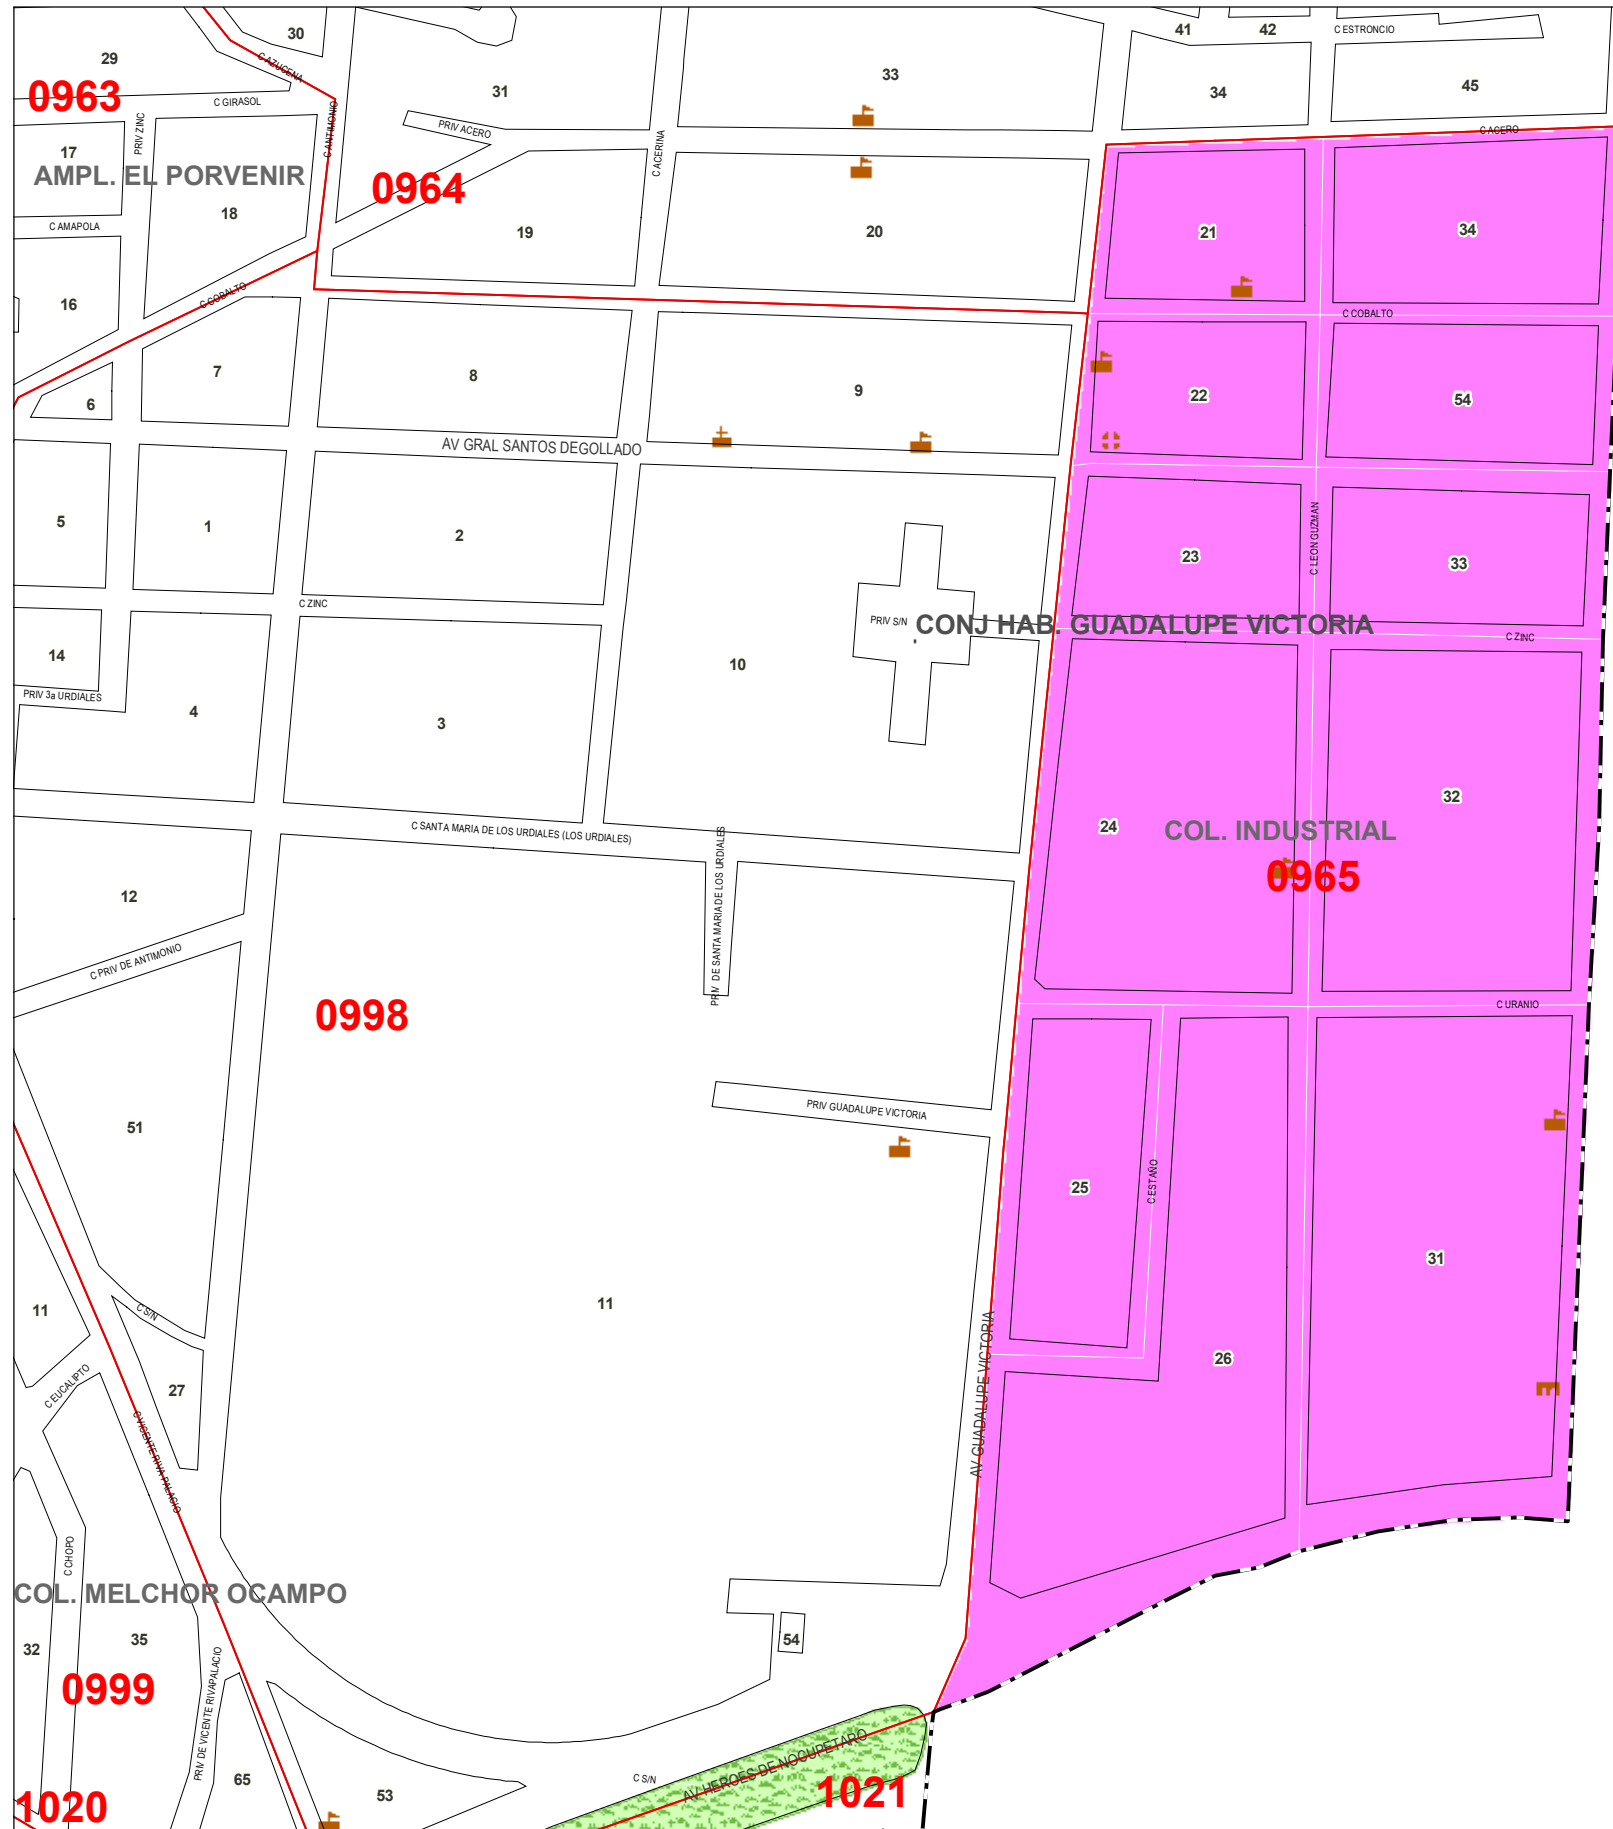 30
41
42
C ESTRONCIO
29
C AZUCENA
33
31
34
45
0963
C GIRASOL
C ANTIMONIO
PRIV ZINC
PRIV ACERO
C ACERINA
C ACERO
17
AMPL. EL PORVENIR
0964
18
C AMAPOLA
19
20
21
34
16
C COBALTO
C COBALTO
7
8
9
22
54
6
AV GRAL SANTOS DEGOLLADO
5
1
2
23
C LEON GUZMAN
33
C ZINC
PRIV S/N
CONJ HAB. GUADALUPE VICTORIA
C ZINC
14
10
PRIV 3a URDIALES
4
3
32
C SANTA MARIA DE LOS URDIALES (LOS URDIALES)
24
COL. INDUSTRIAL
0965
12
PRIV DE SANTA MARIA DE LOS URDIALES
C PRIV DE ANTIMONIO
0998
C URANIO
PRIV GUADALUPE VICTORIA
51
C ESTAÑO
25
31
11
11
C S/N
AV GUADALUPE VICTORIA
26
C EUCALIPTO
27
C VICENTE RIVA PALACIO
C CHOPO
COL. MELCHOR OCAMPO
32
35
54
0999
PRIV DE VICENTE RIVAPALACIO
AV HEROES DE NOCUPETARO
C S/N
65
53
1021
1020